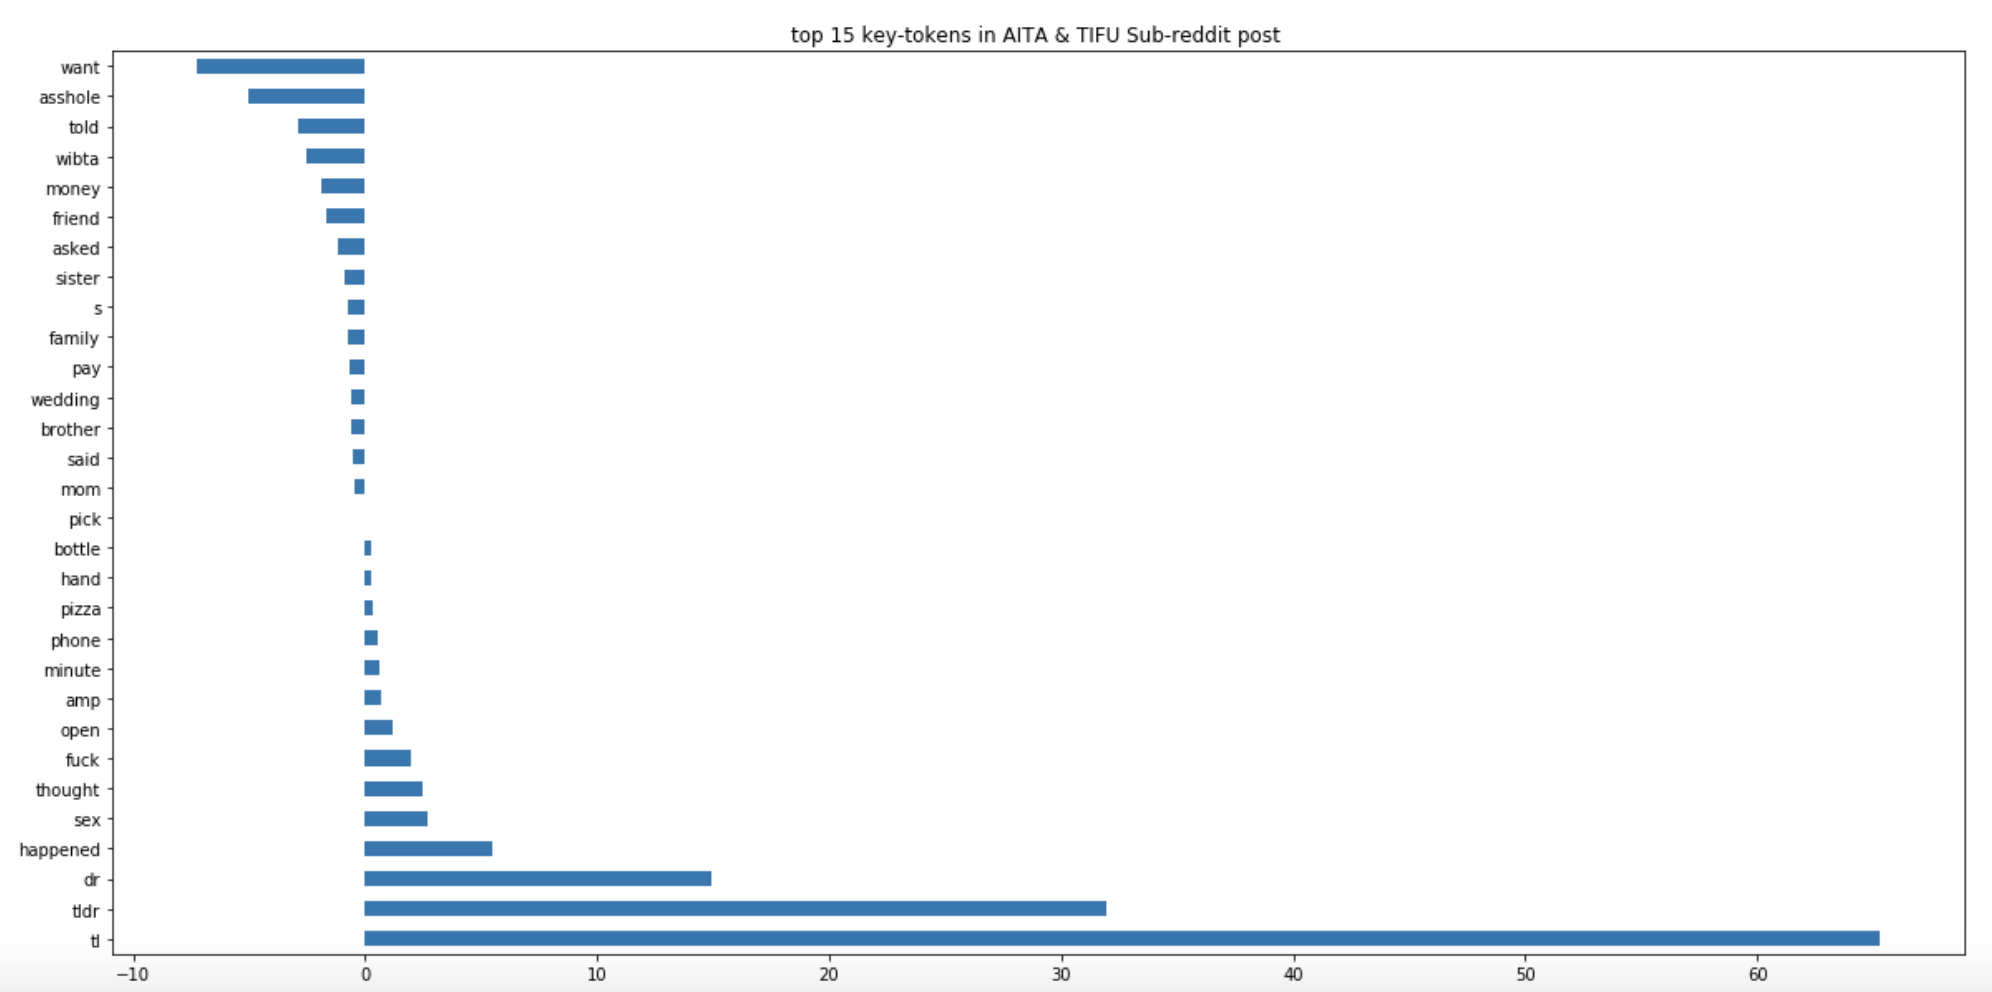 top 15 key-tokens in AITA & TIFU Sub-reddit post
want
asshole
told
wibta
money
friend
asked
sister
s
family
pay
wedding
brother
said
mom
pick
bottle
hand
pizza
phone
minute
amp
open
fuck
thought
sex
happened
dr
tldr
tl
−10 0 10 20 30 40 50 60